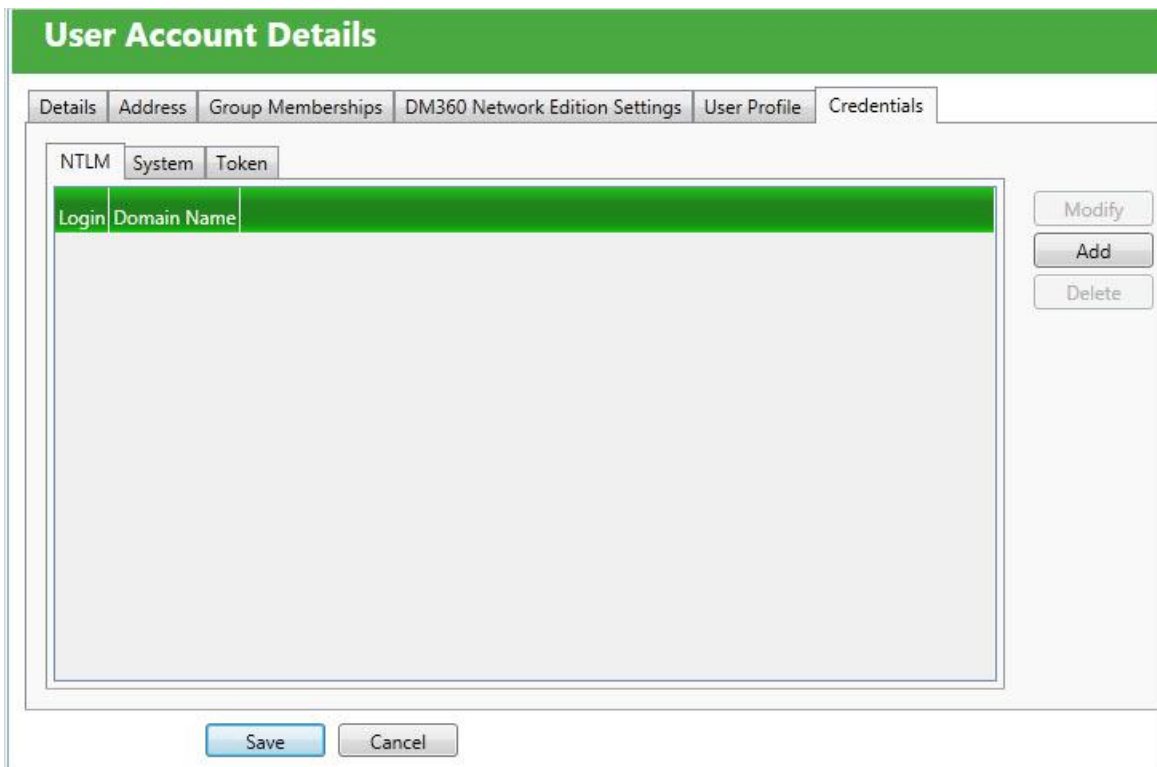 User Account Details
Details Address Group Memberships DM360 Network Edition Settings User Profile Credentials
NTLM System Token
Login Domain Name
Modify
Add
Delete
Save Cancel